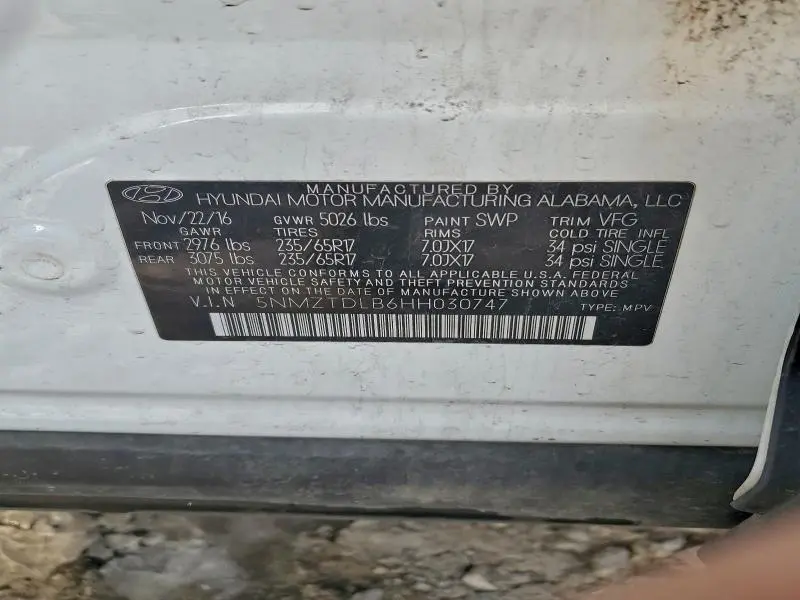 MANUFACTURED BY
HYUNDAI MOTOR MANUFACTURING ALABAMA, LLC
Nov/22/16 GVWR 5026 lbs PAINT SWP TRIM VFG
GAWR TIRES RIMS COLD TIRE INFL
FRONT 2976 lbs 235/65R17 7.0JX17 34 psi SINGLE
REAR 3075 lbs 235/65R17 7.0JX17 34 psi SINGLE
THIS VEHICLE CONFORMS TO ALL APPLICABLE U.S.A. FEDERAL
MOTOR VEHICLE SAFETY AND THEFT PREVENTION STANDARDS
IN EFFECT ON THE DATE OF MANUFACTURE SHOWN ABOVE
V.I.N 5NMZTDLB6HH030747 TYPE: MPV